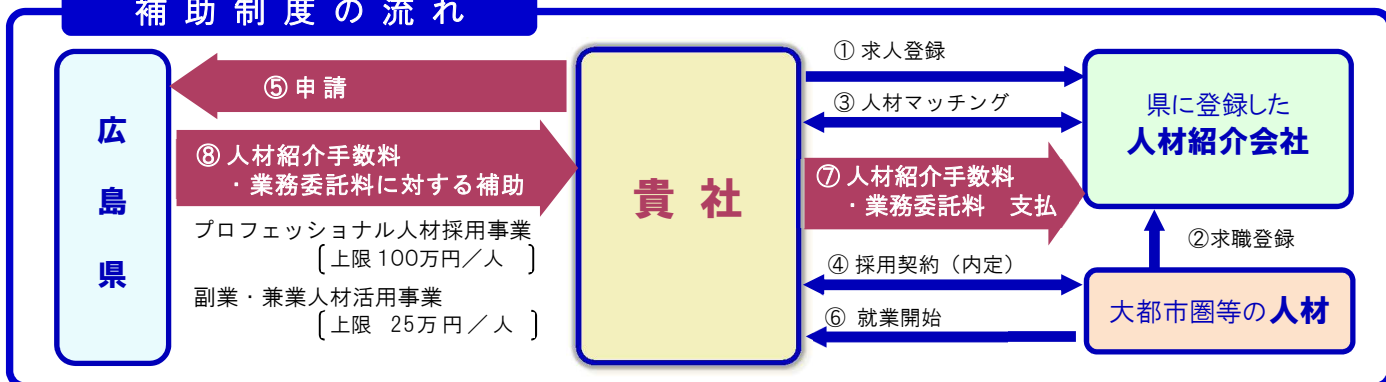 補助制度の流れ
広島県
⑤申請
⑧人材紹介手数料
・業務委託料に対する補助
プロフェッショナル人材採用事業
〔上限100万円／人 〕
副業・兼業人材活用事業
〔上限 25万円／人 〕
貴社
① 求人登録
③ 人材マッチング
⑦人材紹介手数料
・業務委託料 支払
④ 採用契約（内定）
⑥ 就業開始
県に登録した
人材紹介会社
②求職登録
大都市圏等の人材